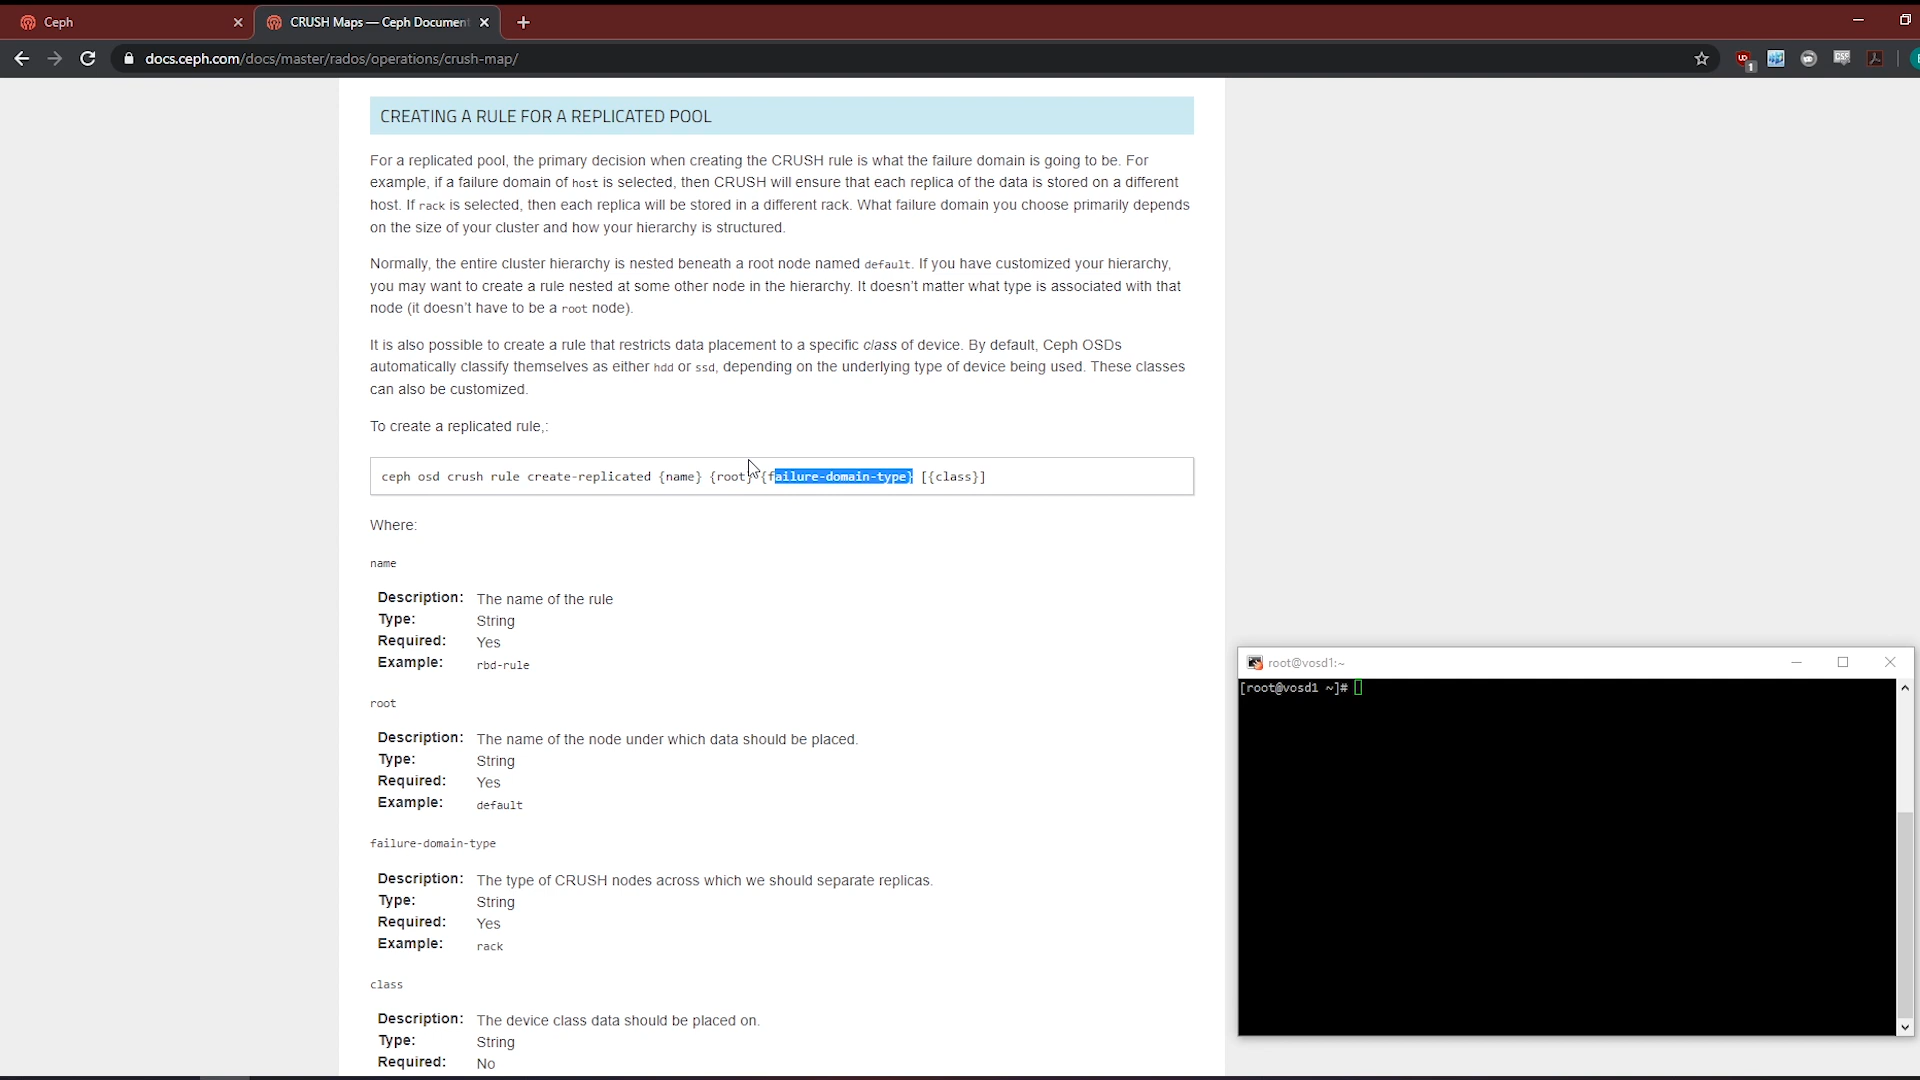 Ceph
CRUSH Maps — Ceph Document
docs.ceph.com/docs/master/rados/operations/crush-map/
CREATING A RULE FOR A REPLICATED POOL
For a replicated pool, the primary decision when creating the CRUSH rule is what the failure domain is going to be. For
example, if a failure domain of host is selected, then CRUSH will ensure that each replica of the data is stored on a different
host. If rack is selected, then each replica will be stored in a different rack. What failure domain you choose primarily depends
on the size of your cluster and how your hierarchy is structured.
Normally, the entire cluster hierarchy is nested beneath a root node named default. If you have customized your hierarchy,
you may want to create a rule nested at some other node in the hierarchy. It doesn't matter what type is associated with that
node (it doesn't have to be a root node).
It is also possible to create a rule that restricts data placement to a specific class of device. By default, Ceph OSDs
automatically classify themselves as either hdd or ssd, depending on the underlying type of device being used. These classes
can also be customized.
To create a replicated rule,:
ceph osd crush rule create-replicated {name} {root} {failure-domain-type} [{class}]
Where:
name
Description: The name of the rule
Type: String
Required: Yes
Example: rbd-rule
root
Description: The name of the node under which data should be placed.
Type: String
Required: Yes
Example: default
failure-domain-type
Description: The type of CRUSH nodes across which we should separate replicas.
Type: String
Required: Yes
Example: rack
class
Description: The device class data should be placed on.
Type: String
Required: No
root@vosd1:~
[root@vosd1 ~]#